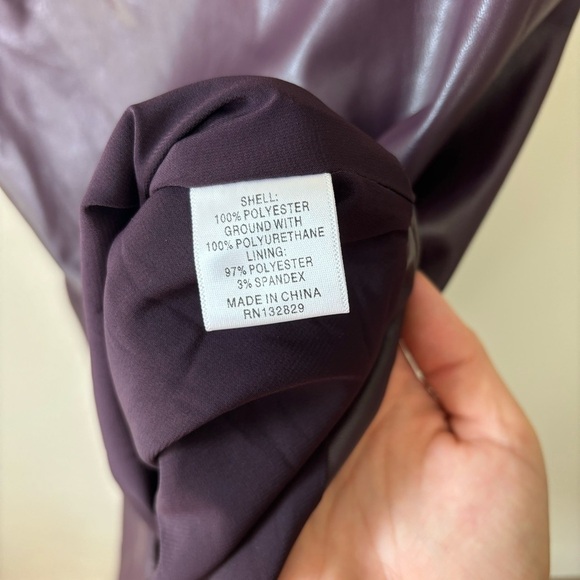 SHELL:
100% POLYESTER
GROUND WITH
100% POLYURETHANE
LINING:
97% POLYESTER
3% SPANDEX
MADE IN CHINA
RN132829